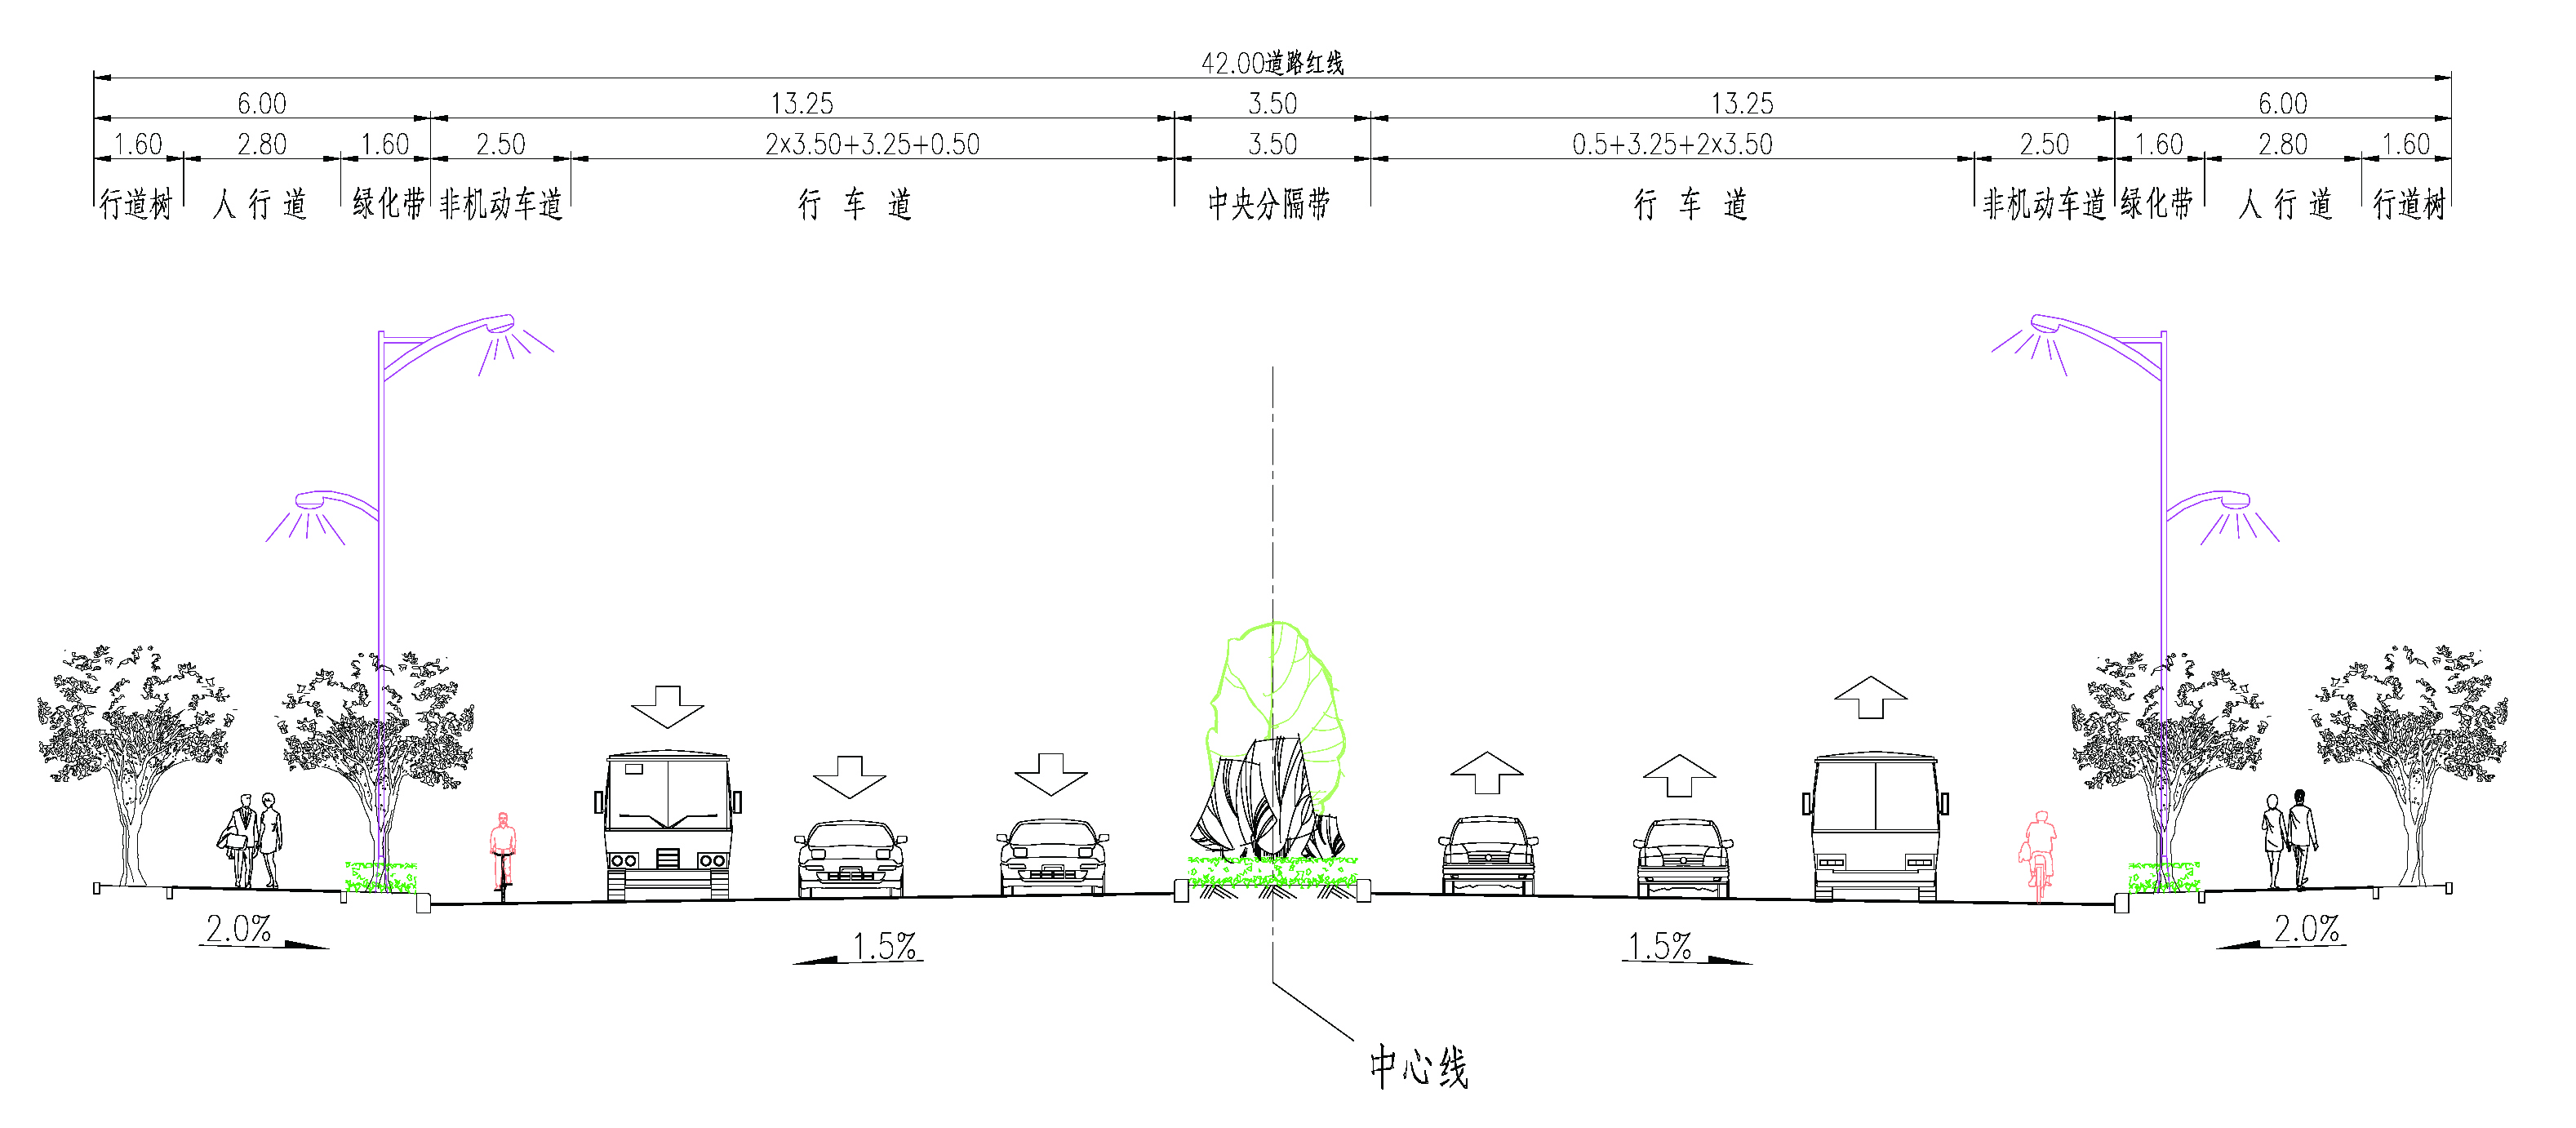 42.00道路红线
6.00 13.25 3.50 13.25 6.00
1.60 2.80 1.60 2.50 2x3.50+3.25+0.50 3.50 0.5+3.25+2x3.50 2.50 1.60 2.80 1.60
行道树 人行道 绿化带 非机动车道 行车道 中央分隔带 行车道 非机动车道 绿化带 人行道 行道树
2.0% 1.5% 1.5% 2.0%
中心线